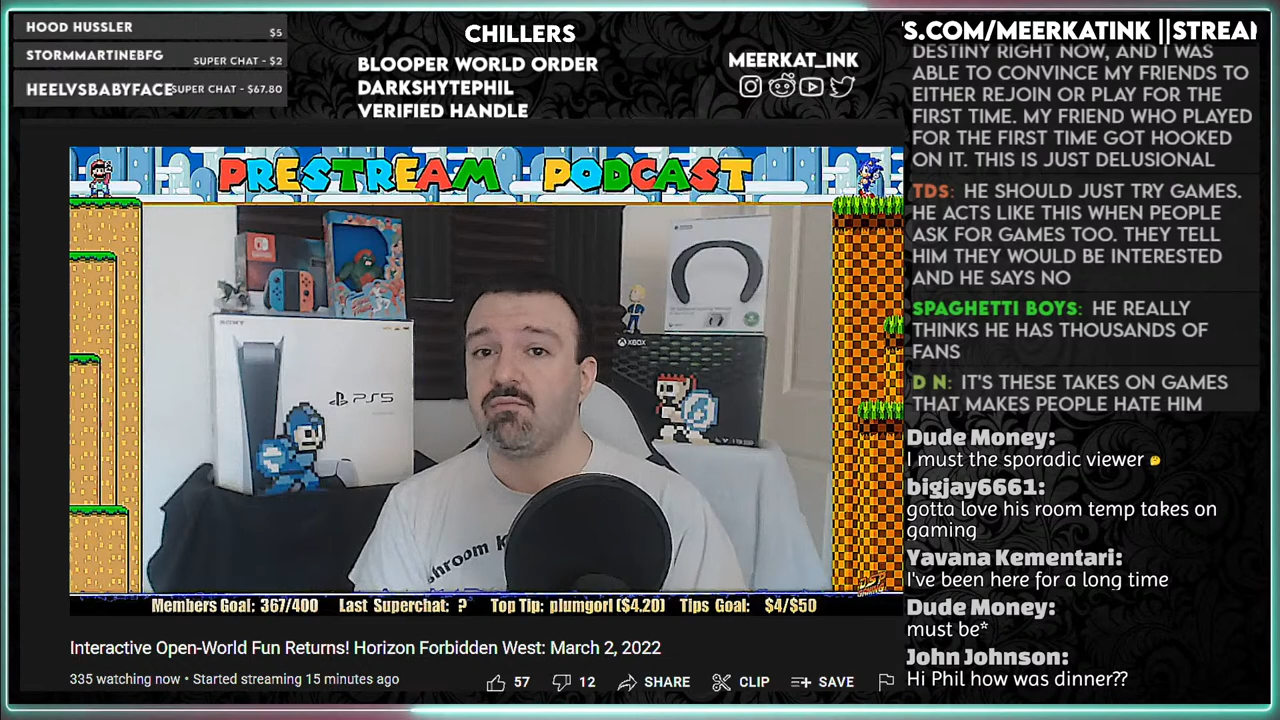 HOOD HUSSLER
$5
STORMMARTINEBFG
SUPER CHAT - $2
HEELVSBABYFACE
SUPER CHAT - $67.80
CHILLERS
BLOOPER WORLD ORDER
DARKSHYTEPHIL
VERIFIED HANDLE
MEERKAT_INK
S.COM/MEERKATINK ||STREA
DESTINY RIGHT NOW, AND I WAS
ABLE TO CONVINCE MY FRIENDS TO
EITHER REJOIN OR PLAY FOR THE
FIRST TIME. MY FRIEND WHO PLAYED
FOR THE FIRST TIME GOT HOOKED
ON IT. THIS IS JUST DELUSIONAL
TDS: HE SHOULD JUST TRY GAMES.
HE ACTS LIKE THIS WHEN PEOPLE
ASK FOR GAMES TOO. THEY TELL
HIM THEY WOULD BE INTERESTED
AND HE SAYS NO
SPAGHETTI BOYS: HE REALLY
THINKS HE HAS THOUSANDS OF
FANS
D N: IT'S THESE TAKES ON GAMES
THAT MAKES PEOPLE HATE HIM
Dude Money:
I must the sporadic viewer
bigjay6661:
gotta love his room temp takes on
gaming
Yavana Kementari:
I've been here for a long time
Dude Money:
must be*
John Johnson:
Hi Phil how was dinner??
PRESTREAM PODCAST
SONY
PS5
XBOX
hroom K
Members Goal: 367/400 Last Superchat: ? Top Tip: plumgorl ($4.20) Tips Goal: $4/$50
Interactive Open-World Fun Returns! Horizon Forbidden West: March 2, 2022
335 watching now • Started streaming 15 minutes ago
57
12
SHARE
CLIP
SAVE